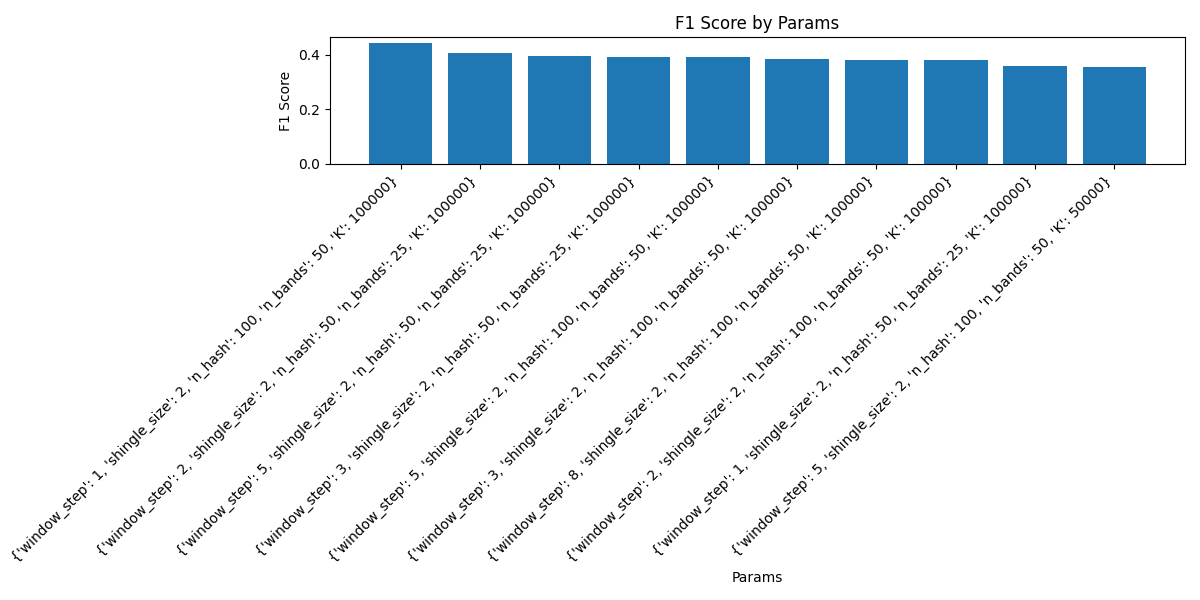 F1 Score by Params
F1 Score
0.4
0.2
0.0
{'window_step': 1, 'shingle_size': 2, 'n_hash': 100, 'n_bands': 50, 'K': 100000}
{'window_step': 2, 'shingle_size': 2, 'n_hash': 50, 'n_bands': 25, 'K': 100000}
{'window_step': 5, 'shingle_size': 2, 'n_hash': 50, 'n_bands': 25, 'K': 100000}
{'window_step': 3, 'shingle_size': 2, 'n_hash': 50, 'n_bands': 25, 'K': 100000}
{'window_step': 5, 'shingle_size': 2, 'n_hash': 100, 'n_bands': 50, 'K': 100000}
{'window_step': 3, 'shingle_size': 2, 'n_hash': 100, 'n_bands': 50, 'K': 100000}
{'window_step': 8, 'shingle_size': 2, 'n_hash': 100, 'n_bands': 50, 'K': 100000}
{'window_step': 2, 'shingle_size': 2, 'n_hash': 100, 'n_bands': 50, 'K': 100000}
{'window_step': 1, 'shingle_size': 2, 'n_hash': 50, 'n_bands': 25, 'K': 100000}
{'window_step': 5, 'shingle_size': 2, 'n_hash': 100, 'n_bands': 50, 'K': 50000}
Params